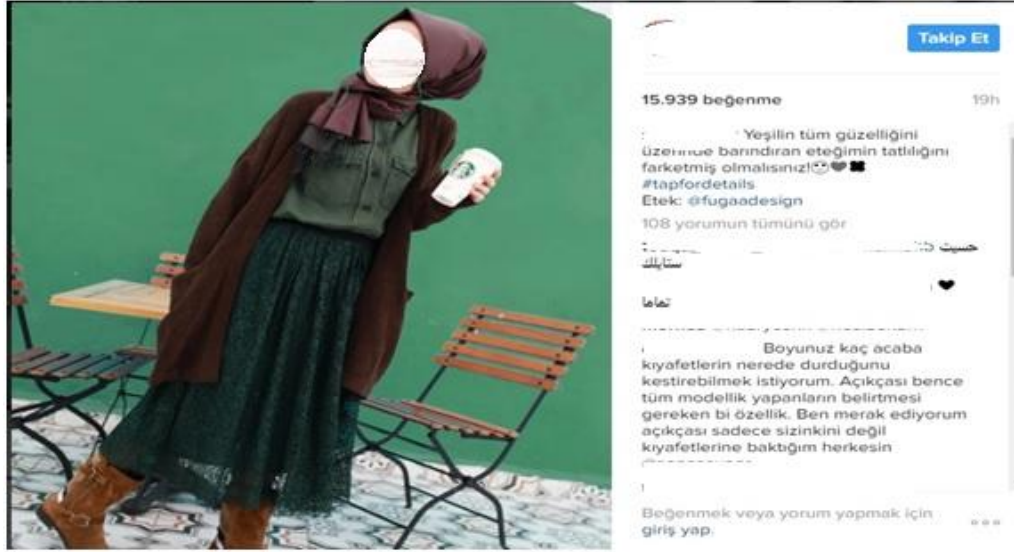 Takip Et
15.939 beğenme
19h
Yeşilin tüm güzelliğini
üzerinde barındıran eteğimin tatlılığını
farketmiş olmalısınız!🙄❤✖
#tapfordetails
Etek: @fugaadesign
108 yorumun tümünü gör
حسيت
ستايلك
♥
تماما
Boyunuz kaç acaba
kıyafetlerin nerede durduğunu
kestirebilmek istiyorum. Açıkçası bence
tüm modellik yapanların belirtmesi
gereken bi özellik. Ben merak ediyorum
açıkçası sadece sizinkini değil
kıyafetlerine baktığım herkesin
Beğenmek veya yorum yapmak için
giriş yap.